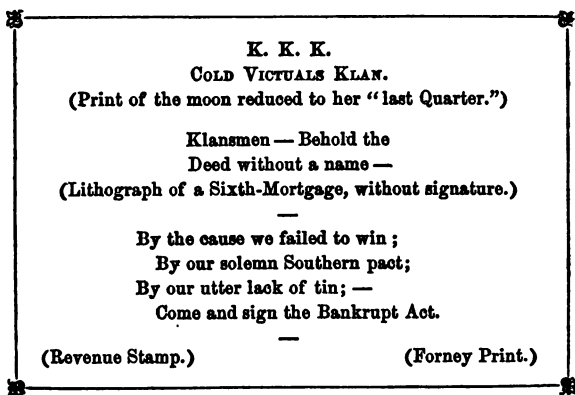 K. K. K.
Cold Victuals Klan.
(Print of the moon reduced to her “last Quarter.”)
Klansmen — Behold the
Deed without a name —
(Lithograph of a Sixth-Mortgage, without signature.)
—
By the cause we failed to win;
By our solemn Southern pact;
By our utter lack of tin; —
Come and sign the Bankrupt Act.
—
(Revenue Stamp.) (Forney Print.)